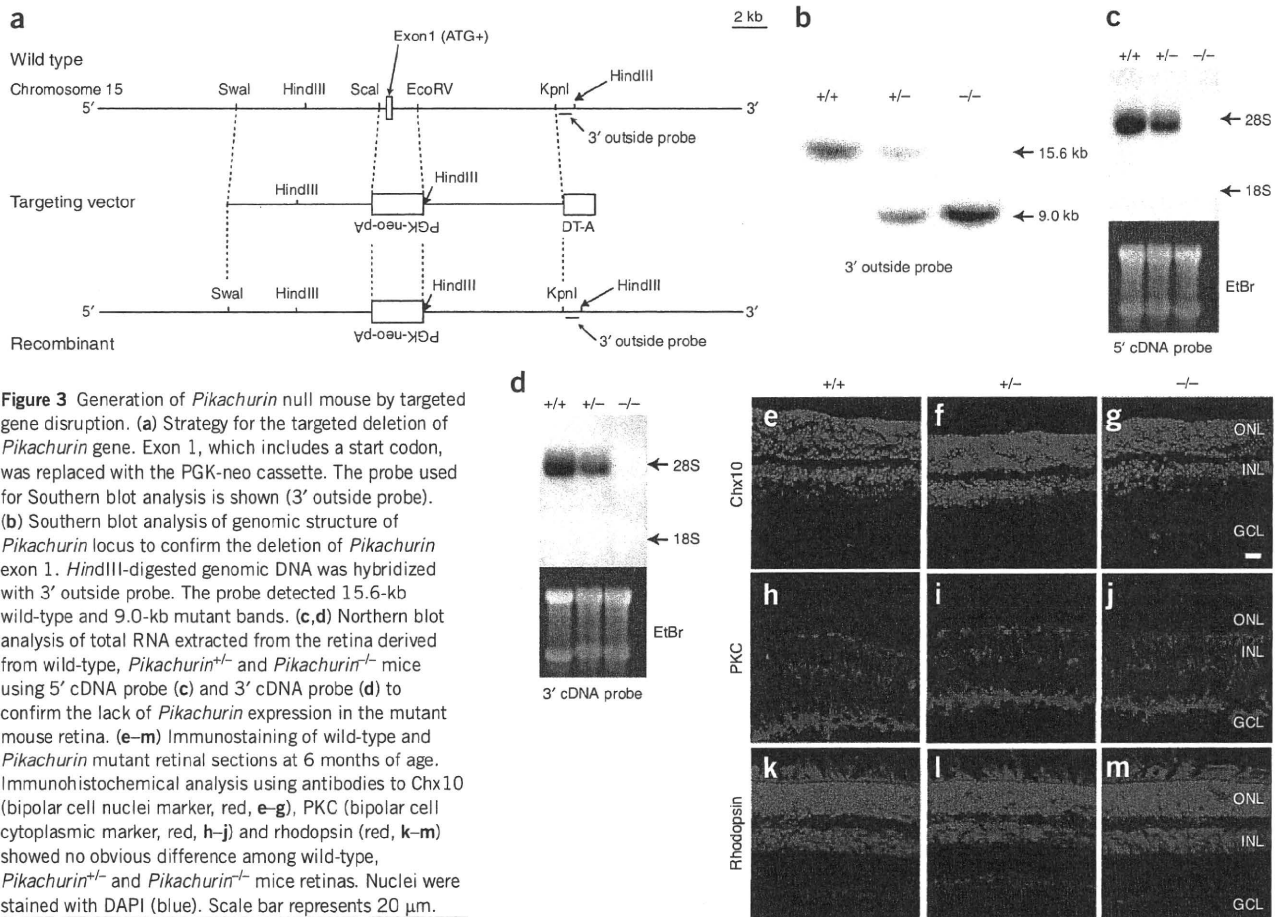 a
Wild type
Chromosome 15
Exon1 (ATG+)
2 kb
5′
SwaI
HindIII
ScaI
EcoRV
KpnI
HindIII
3′
3′ outside probe
Targeting vector
HindIII
HindIII
PGK-neo-pA
DT-A
SwaI
HindIII
HindIII
KpnI
HindIII
5′
3′
PGK-neo-pA
3′ outside probe
Recombinant
b
+/+
+/–
–/–
15.6 kb
9.0 kb
3′ outside probe
c
+/+ +/– –/–
28S
18S
EtBr
5′ cDNA probe
d
+/+ +/– –/–
28S
18S
EtBr
3′ cDNA probe
+/+
+/–
–/–
Chx10
e
f
g
ONL
INL
GCL
PKC
h
i
j
ONL
INL
GCL
Rhodopsin
k
l
m
ONL
INL
GCL
Figure 3 Generation of Pikachurin null mouse by targeted
gene disruption. (a) Strategy for the targeted deletion of
Pikachurin gene. Exon 1, which includes a start codon,
was replaced with the PGK-neo cassette. The probe used
for Southern blot analysis is shown (3′ outside probe).
(b) Southern blot analysis of genomic structure of
Pikachurin locus to confirm the deletion of Pikachurin
exon 1. HindIII-digested genomic DNA was hybridized
with 3′ outside probe. The probe detected 15.6-kb
wild-type and 9.0-kb mutant bands. (c,d) Northern blot
analysis of total RNA extracted from the retina derived
from wild-type, Pikachurin+/– and Pikachurin–/– mice
using 5′ cDNA probe (c) and 3′ cDNA probe (d) to
confirm the lack of Pikachurin expression in the mutant
mouse retina. (e–m) Immunostaining of wild-type and
Pikachurin mutant retinal sections at 6 months of age.
Immunohistochemical analysis using antibodies to Chx10
(bipolar cell nuclei marker, red, e–g), PKC (bipolar cell
cytoplasmic marker, red, h–j) and rhodopsin (red, k–m)
showed no obvious difference among wild-type,
Pikachurin+/– and Pikachurin–/– mice retinas. Nuclei were
stained with DAPI (blue). Scale bar represents 20 μm.